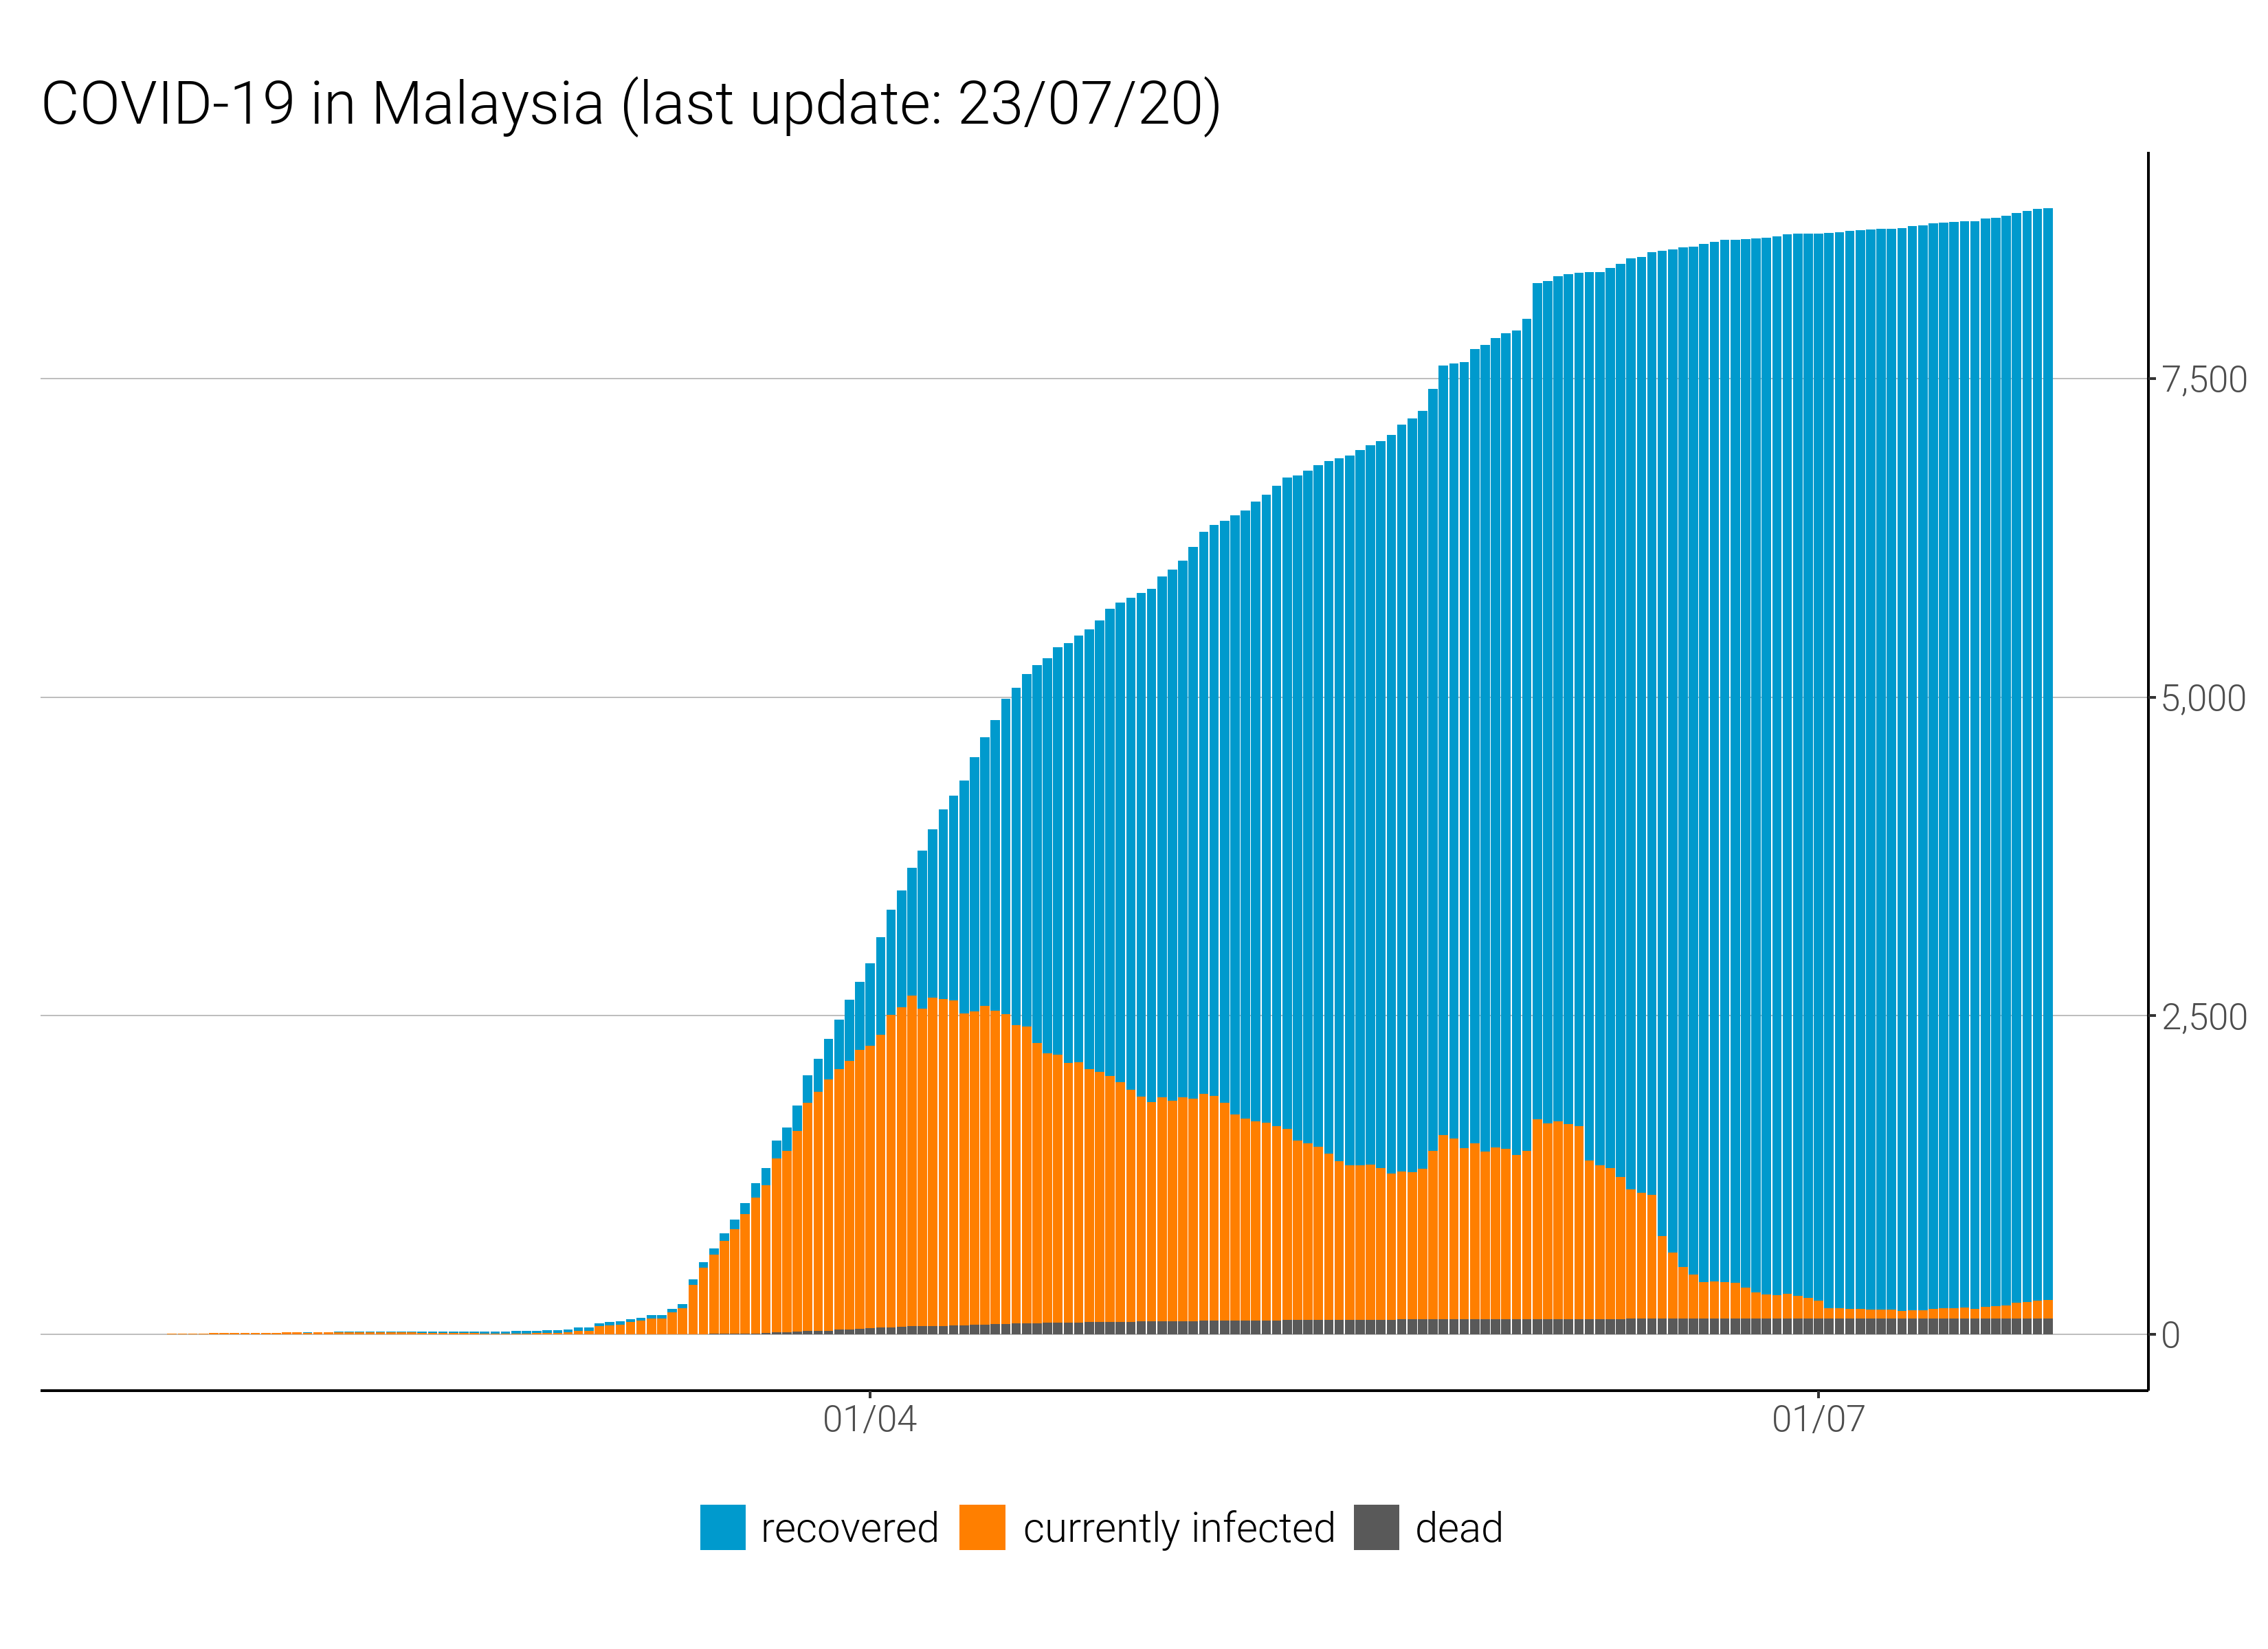 COVID-19 in Malaysia (last update: 23/07/20)
7,500
5,000
2,500
0
01/04 01/07
recovered currently infected dead